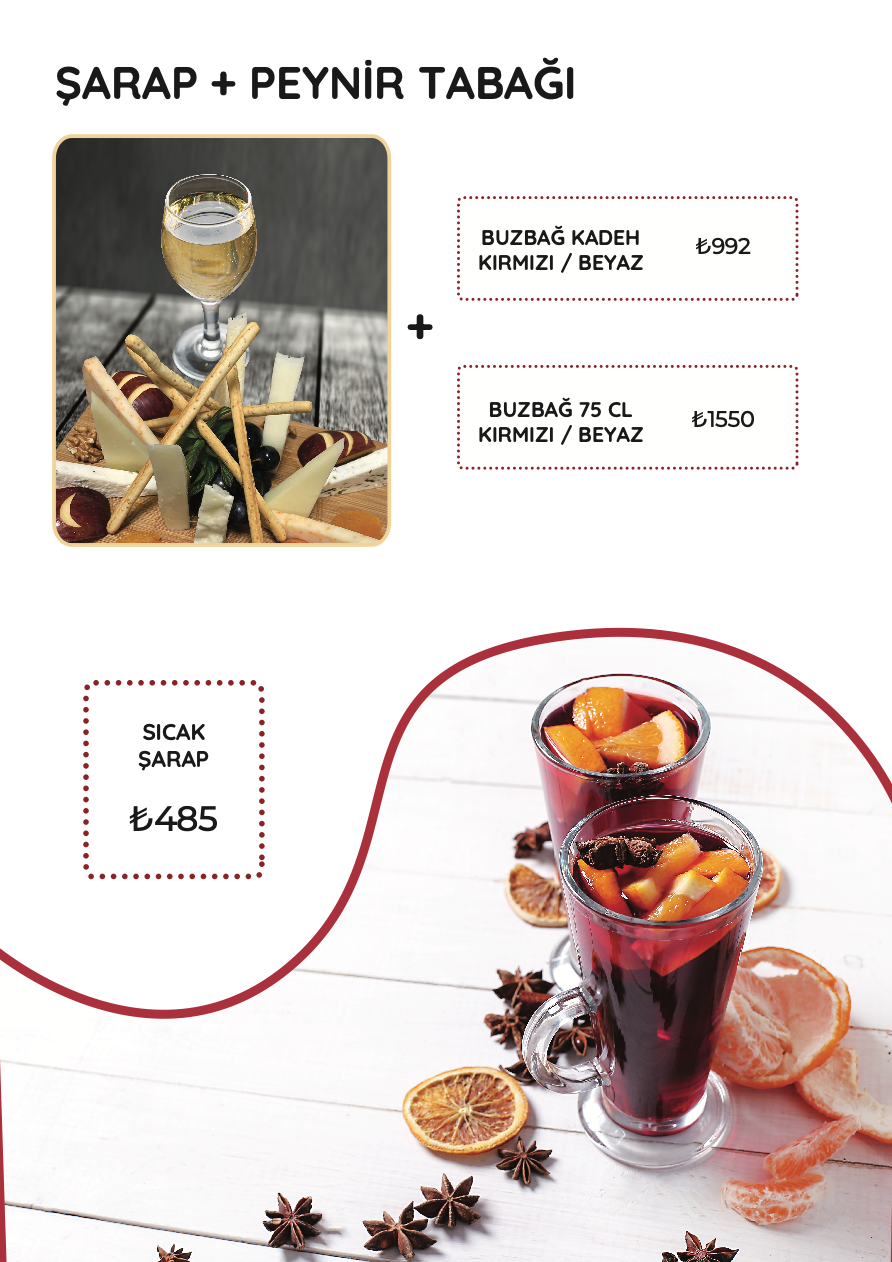 ŞARAP + PEYNİR TABAĞI
BUZBAĞ KADEH
KIRMIZI / BEYAZ
₺992
+
BUZBAĞ 75 CL
KIRMIZI / BEYAZ
₺1550
SICAK
ŞARAP
₺485